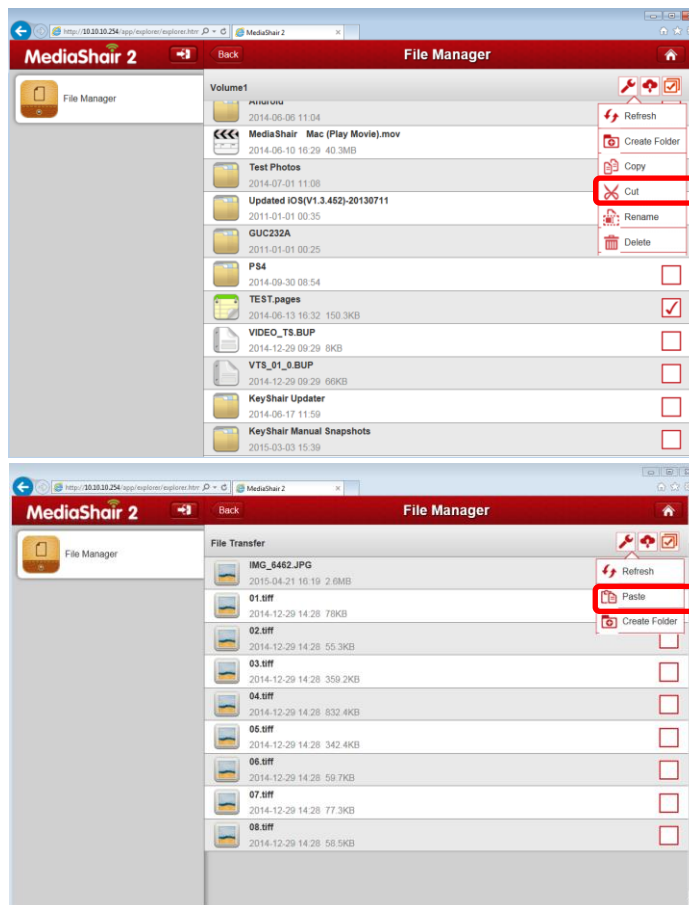 http://10.10.10.254/app/explorer/explorer.htm
MediaShair 2
MediaShair 2
Back
File Manager
File Manager
Volume1
Android
2014-06-06 11:04
MediaShair Mac (Play Movie).mov
2014-06-10 16:29 40.3MB
Test Photos
2014-07-01 11:08
Updated iOS(V1.3.452)-20130711
2011-01-01 00:35
GUC232A
2011-01-01 00:25
PS4
2014-09-30 08:54
TEST.pages
2014-06-13 16:32 150.3KB
VIDEO_TS.BUP
2014-12-29 09:29 8KB
VTS_01_0.BUP
2014-12-29 09:29 66KB
KeyShair Updater
2014-06-17 11:59
KeyShair Manual Snapshots
2015-03-03 15:39
Refresh
Create Folder
Copy
Cut
Rename
Delete
http://10.10.10.254/app/explorer/explorer.htm
MediaShair 2
MediaShair 2
Back
File Manager
File Manager
File Transfer
IMG_6462.JPG
2015-04-21 16:19 2.6MB
01.tiff
2014-12-29 14:28 78KB
02.tiff
2014-12-29 14:28 55.3KB
03.tiff
2014-12-29 14:28 359.2KB
04.tiff
2014-12-29 14:28 832.4KB
05.tiff
2014-12-29 14:28 342.4KB
06.tiff
2014-12-29 14:28 59.7KB
07.tiff
2014-12-29 14:28 77.3KB
08.tiff
2014-12-29 14:28 58.5KB
Refresh
Paste
Create Folder